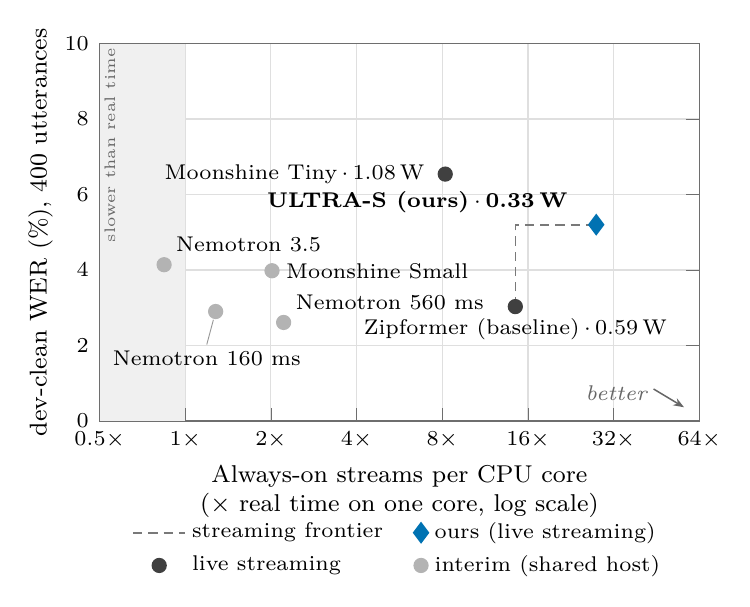 dev-clean WER (%), 400 utterances
10
8
6
4
2
0
slower than real time
Moonshine Tiny · 1.08 W
ULTRA-S (ours) · 0.33 W
Nemotron 3.5
Moonshine Small
Nemotron 560 ms
Zipformer (baseline) · 0.59 W
Nemotron 160 ms
better
0.5× 1× 2× 4× 8× 16× 32× 64×
Always-on streams per CPU core
(× real time on one core, log scale)
streaming frontier ours (live streaming)
live streaming interim (shared host)